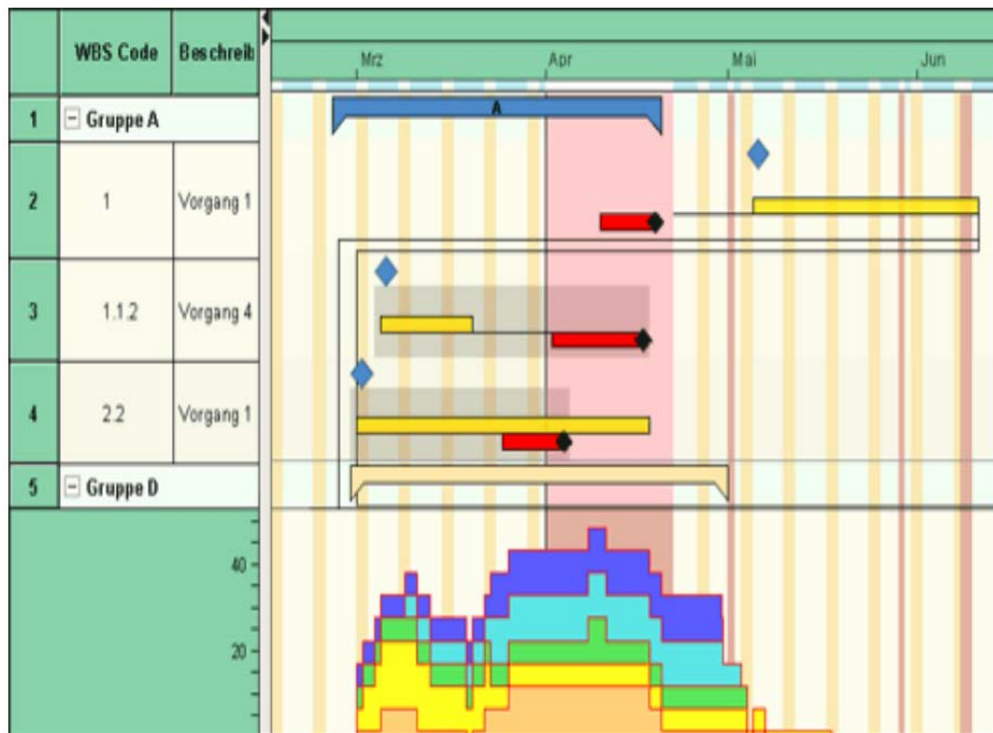 WBS Code Beschreib
Mrz Apr Mai Jun
1 Gruppe A A
2 1 Vorgang 1
3 1.1.2 Vorgang 4
4 2.2 Vorgang 1
5 Gruppe D
40
20